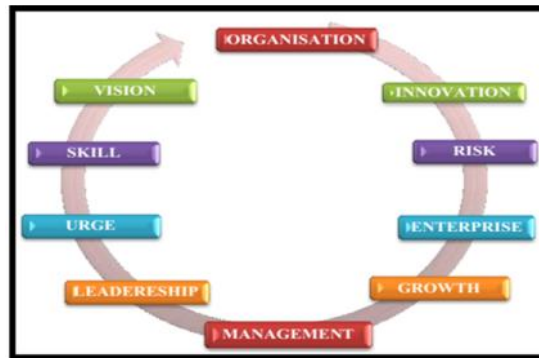 ORGANISATION
INNOVATION
RISK
ENTERPRISE
GROWTH
MANAGEMENT
LEADERESHIP
URGE
SKILL
VISION